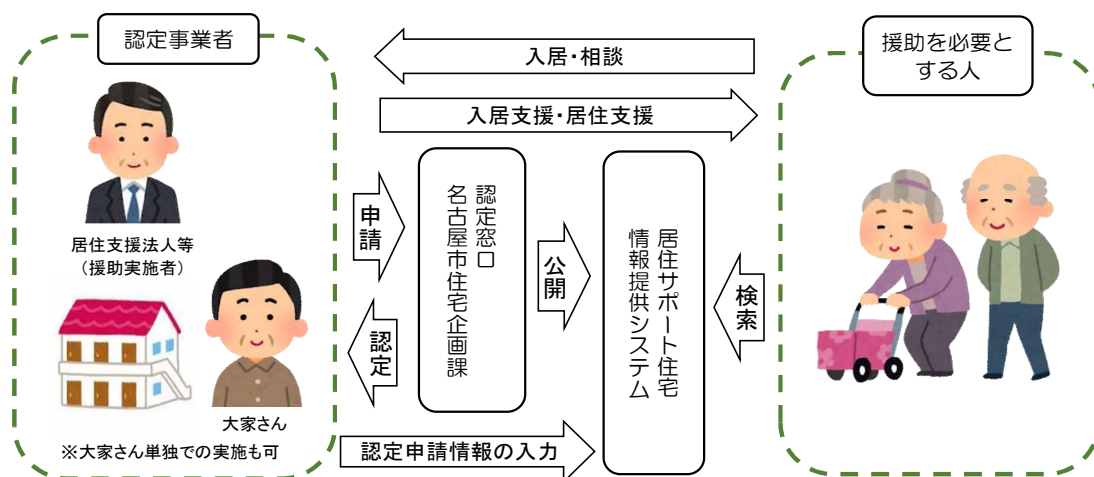 認定事業者
援助を必要と
する人
入居・相談
入居支援・居住支援
居住支援法人等
（援助実施者）
大家さん
※大家さん単独での実施も可
申請
認定
認定窓口
名古屋市住宅企画課
公開
居住サポート住宅
情報提供システム
検索
認定申請情報の入力